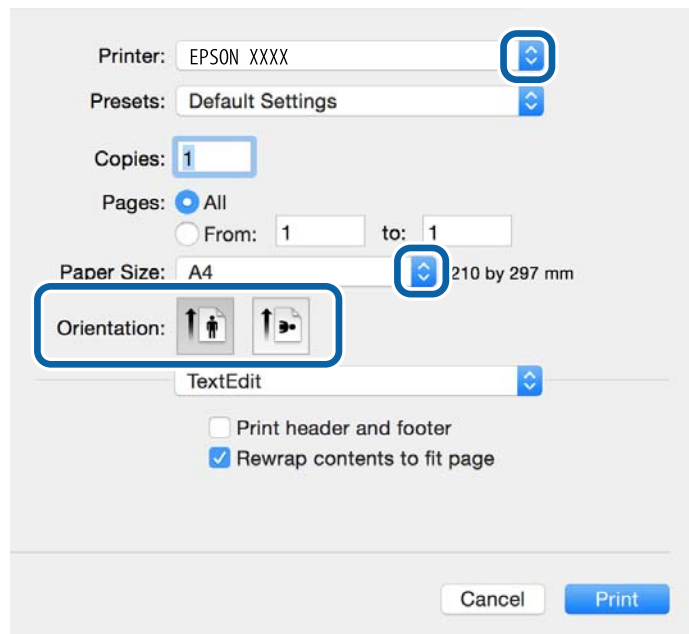 Printer: EPSON XXXX
Presets: Default Settings
Copies: 1
Pages: All
From: 1 to: 1
Paper Size: A4 210 by 297 mm
Orientation:
TextEdit
Print header and footer
Rewrap contents to fit page
Cancel Print